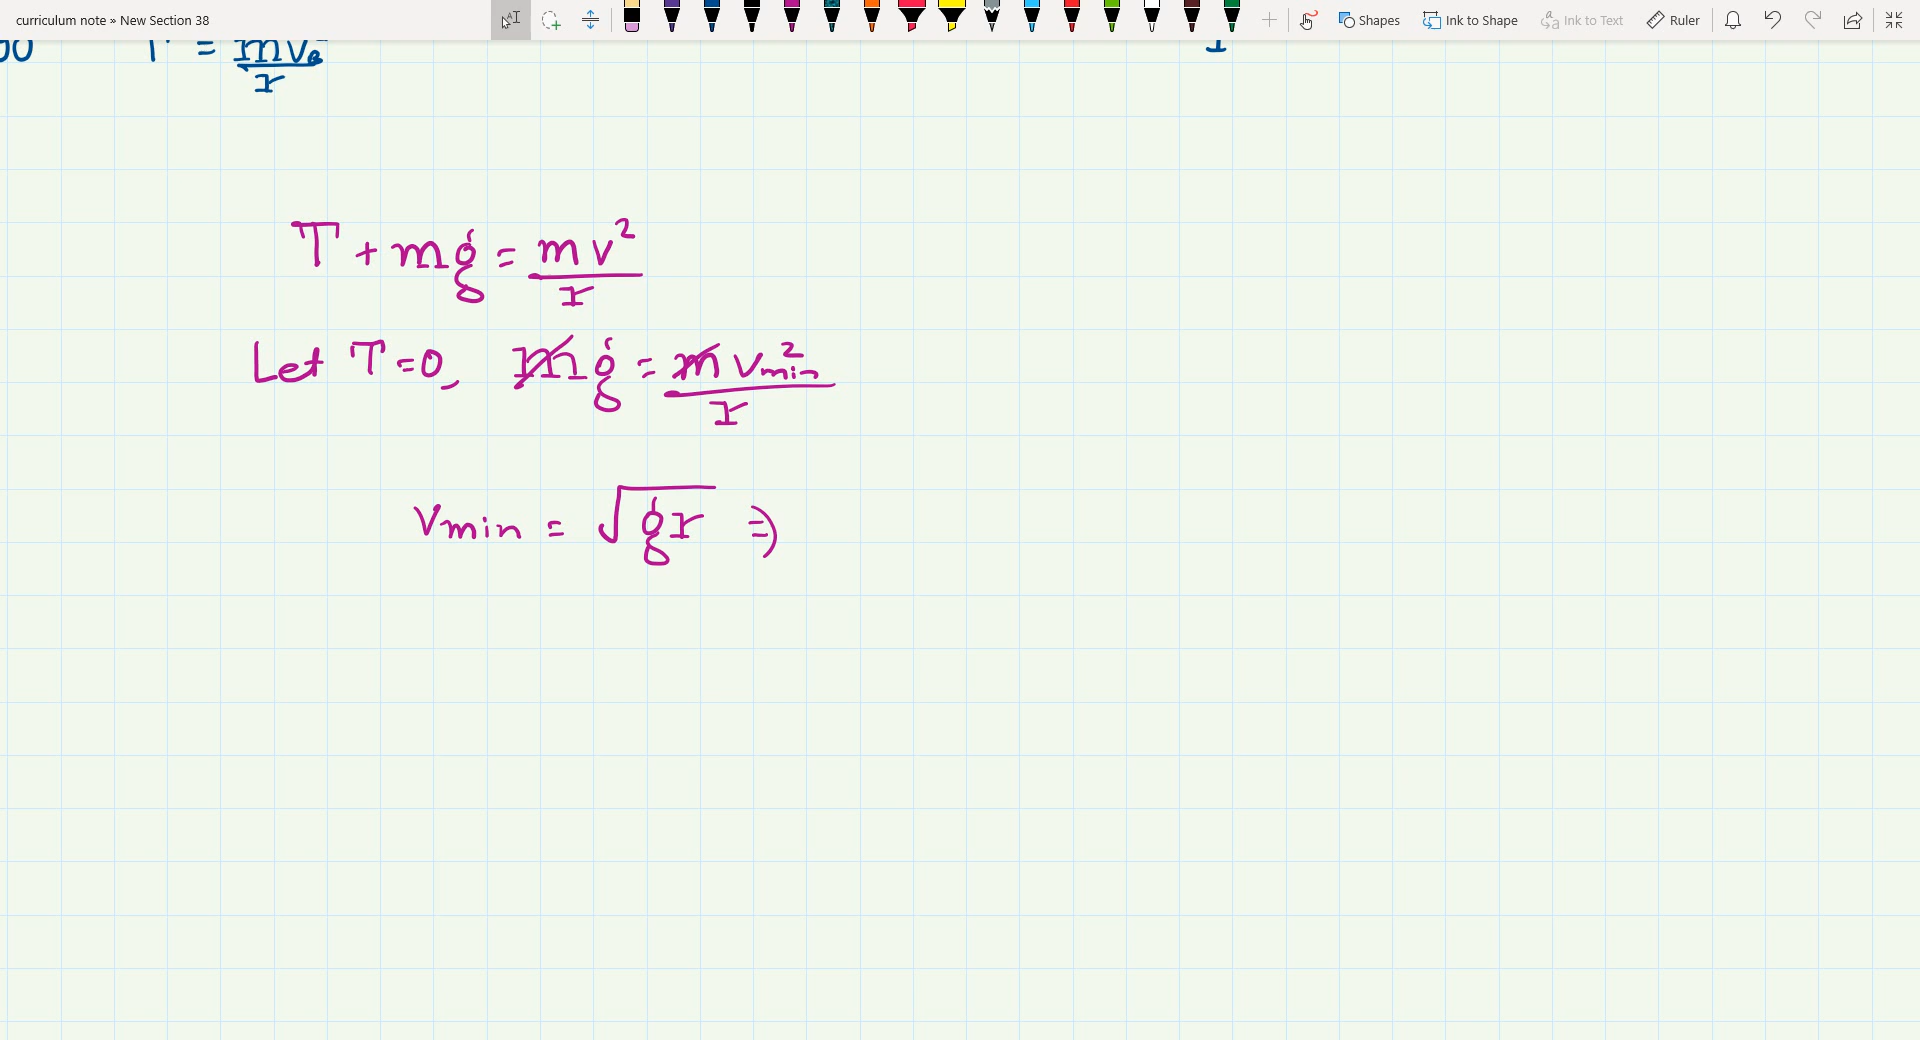 curriculum note » New Section 38
Shapes
Ink to Shape
Ink to Text
Ruler
T = mv
r
T + mg = mv²
r
Let T=0, mg = mv²min
r
vmin = √gr ⇒